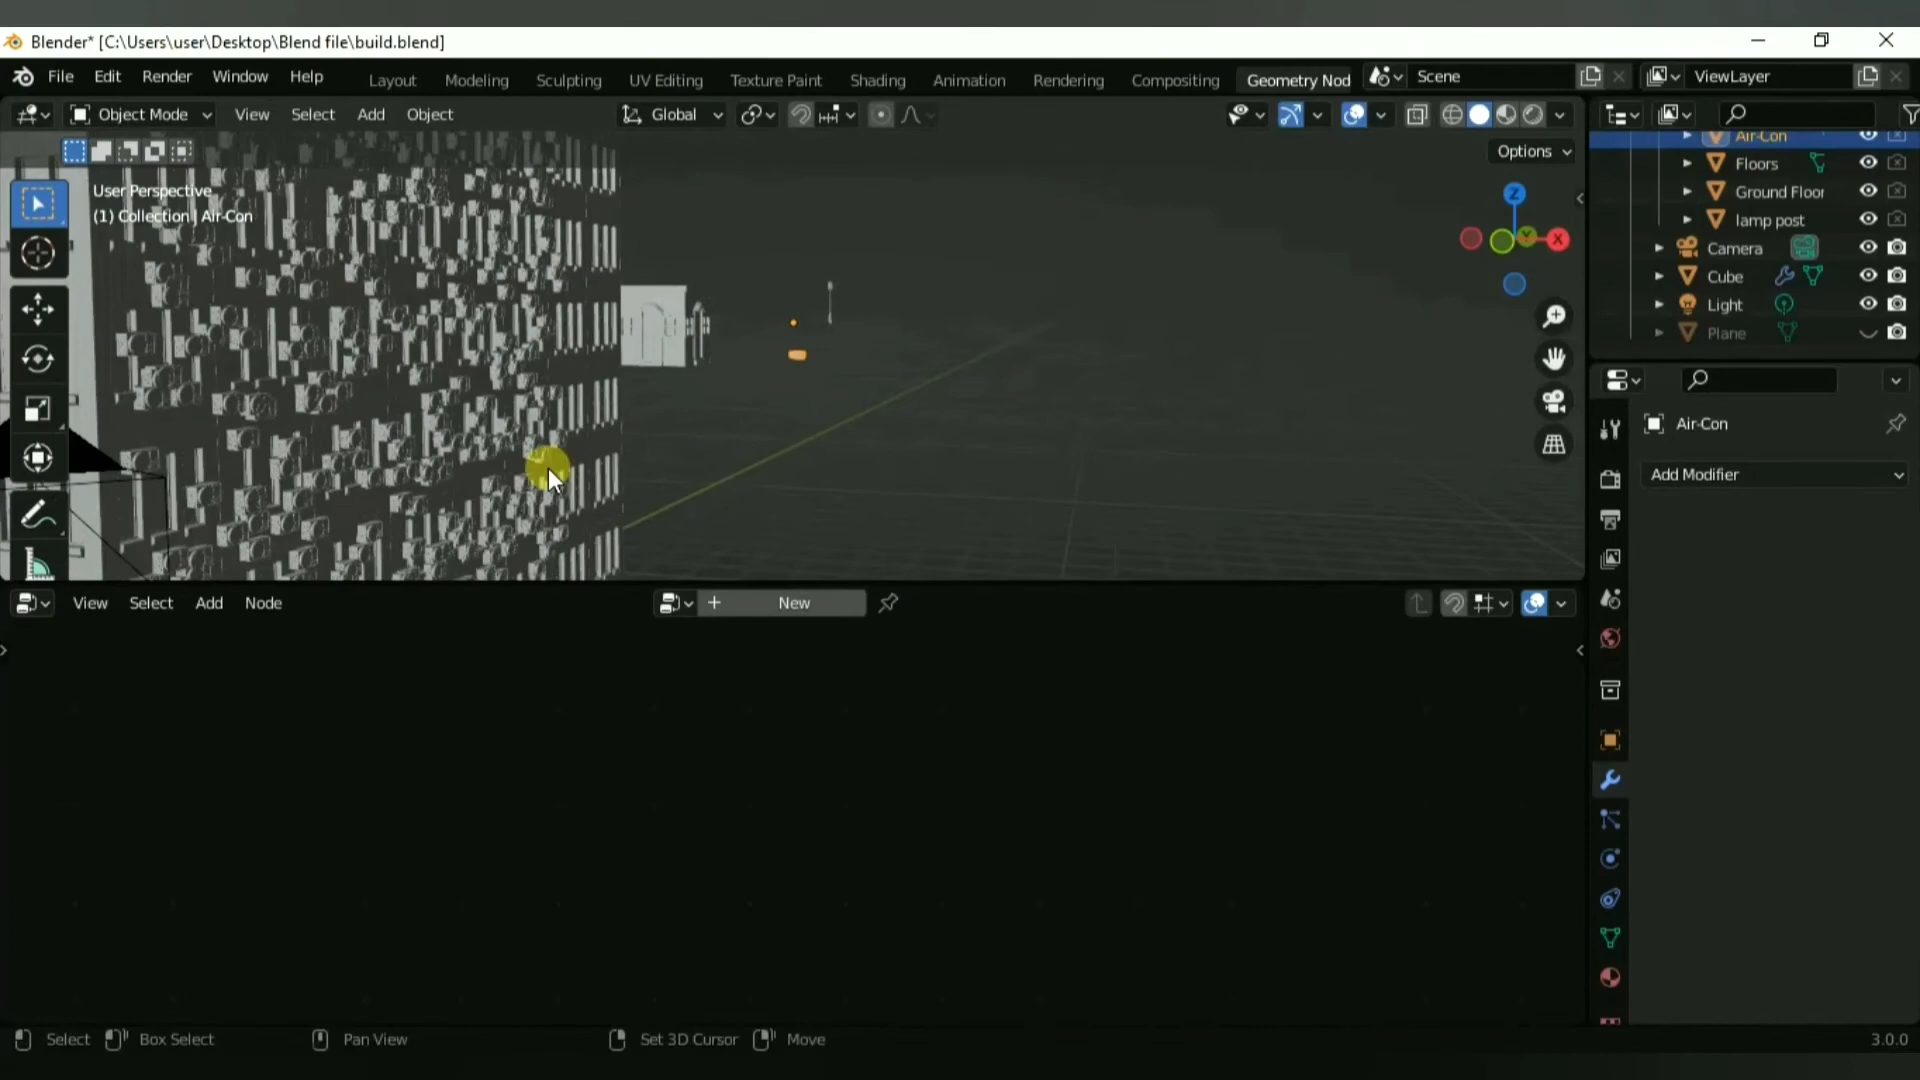 Blender* [C:\Users\user\Desktop\Blend file\build.blend]
File Edit Render Window Help Layout Modeling Sculpting UV Editing Texture Paint Shading Animation Rendering Compositing Geometry Nod Scene ViewLayer
Object Mode View Select Add Object Global
Options
User Perspective
(1) Collection | Air-Con
Z
X
Y
Air-Con
Floors
Ground Floor
lamp post
Camera
Cube
Light
Plane
Air-Con
Add Modifier
View Select Add Node New
Select Box Select Pan View Set 3D Cursor Move 3.0.0